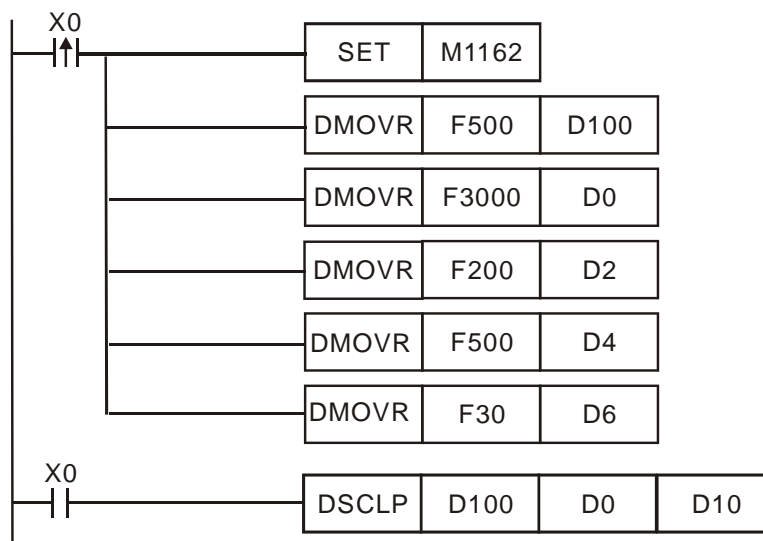 X0
SET M1162
DMOVR F500 D100
DMOVR F3000 D0
DMOVR F200 D2
DMOVR F500 D4
DMOVR F30 D6
X0
DSCLP D100 D0 D10